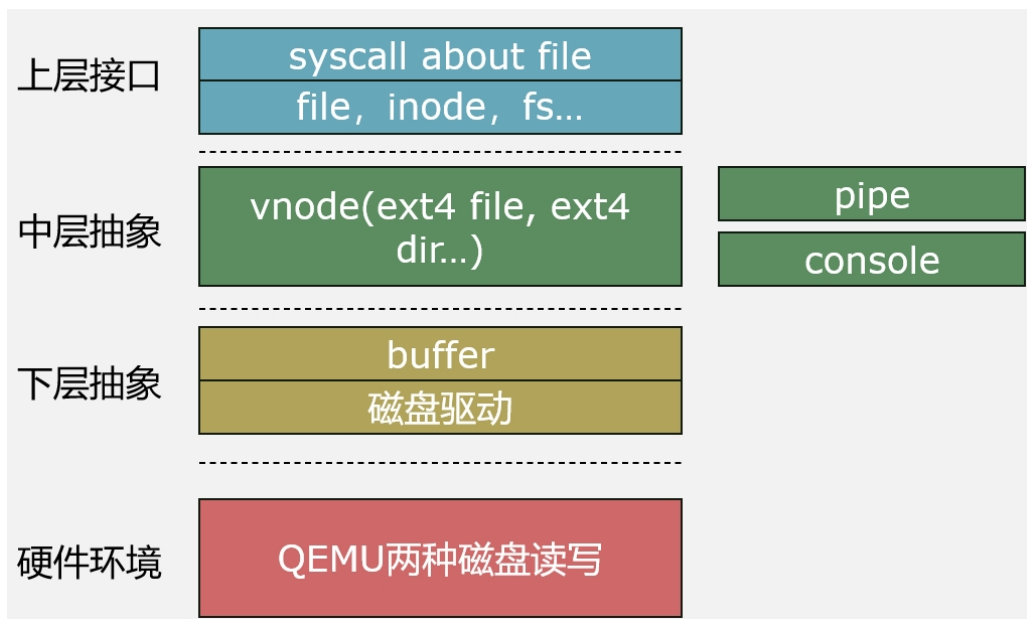 上层接口
syscall about file
file，inode，fs...
中层抽象
vnode(ext4 file, ext4
dir...)
pipe
console
下层抽象
buffer
磁盘驱动
硬件环境
QEMU两种磁盘读写